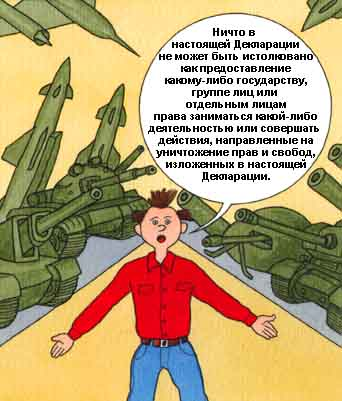 Ничто в
настоящей Декларации
не может быть истолковано
как предоставление
какому-либо государству,
группе лиц или
отдельным лицам
права заниматься какой-либо
деятельностью или совершать
действия, направленные на
уничтожение прав и свобод,
изложенных в настоящей
Декларации.